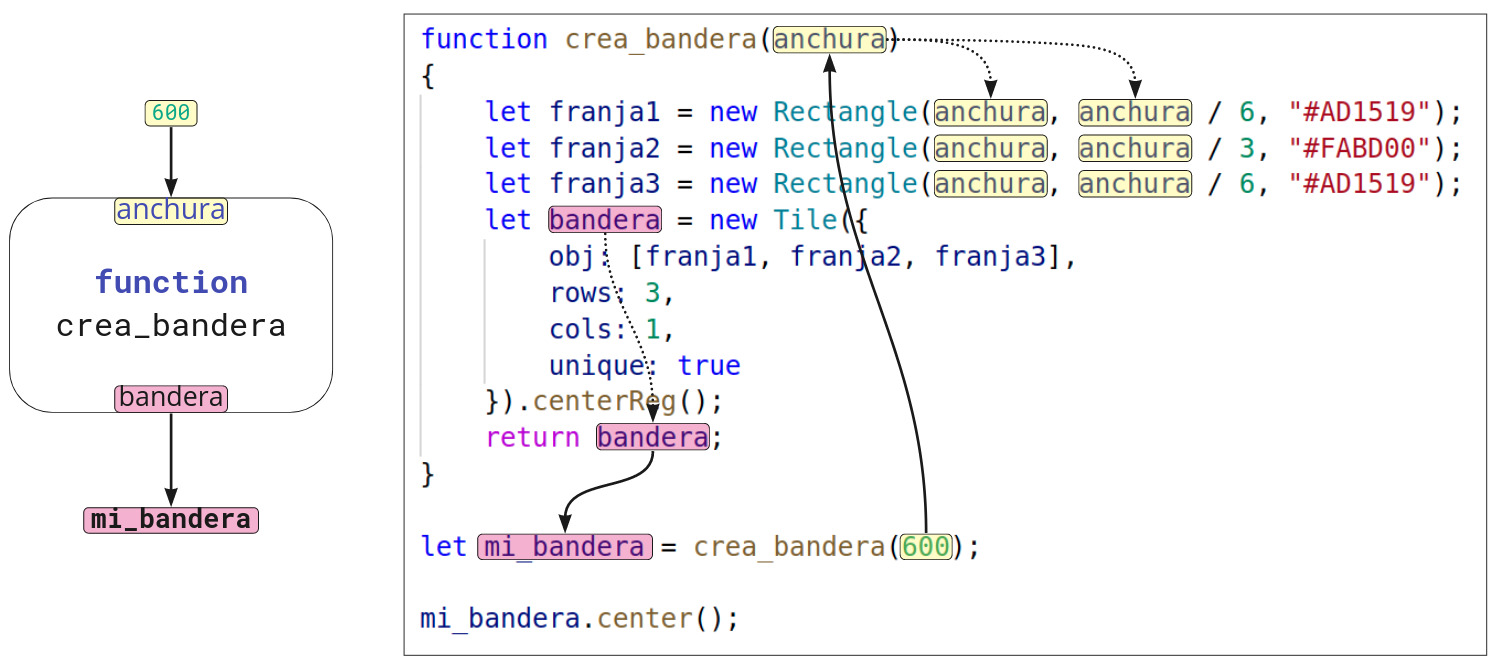 600
anchura
function
crea_bandera
bandera
mi_bandera
function crea_bandera(anchura)
{
    let franja1 = new Rectangle(anchura, anchura / 6, "#AD1519");
    let franja2 = new Rectangle(anchura, anchura / 3, "#FABD00");
    let franja3 = new Rectangle(anchura, anchura / 6, "#AD1519");
    let bandera = new Tile({
        obj: [franja1, franja2, franja3],
        rows: 3,
        cols: 1,
        unique: true
    }).centerReg();
    return bandera;
}
let mi_bandera = crea_bandera(600);
mi_bandera.center();